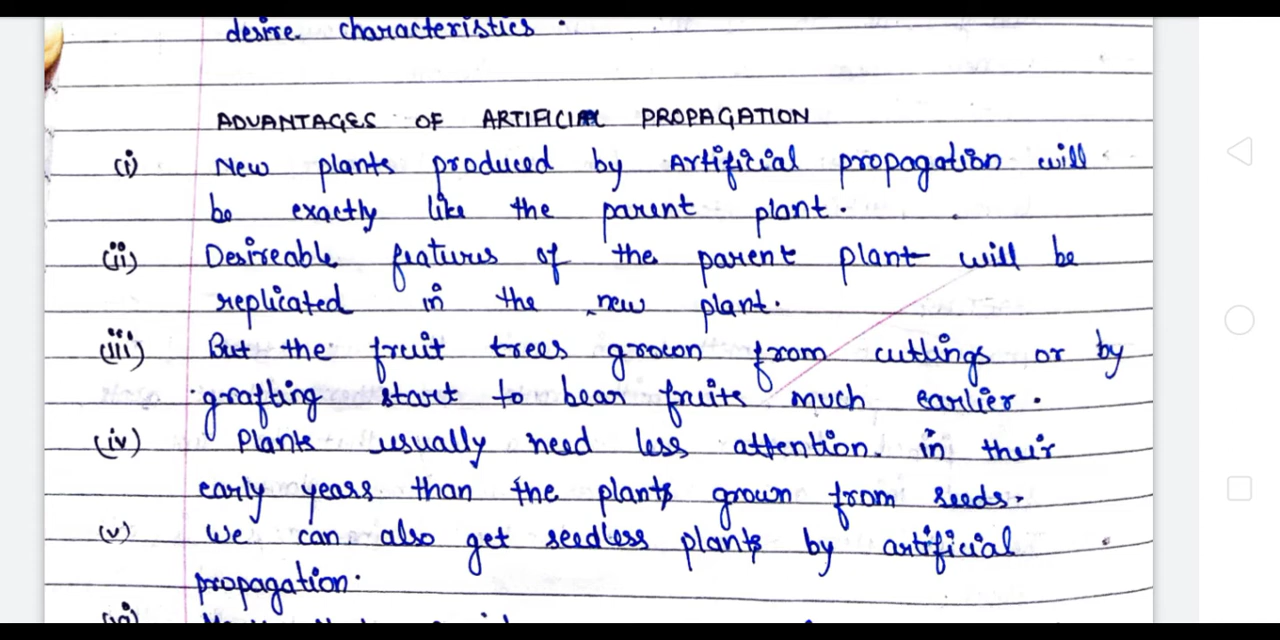 desire characteristics.
ADVANTAGES OF ARTIFICIAL PROPAGATION
(i) New plants produced by Artificial propagation will
be exactly like the parent plant.
(ii) Desireable features of the parent plant will be
replicated in the new plant.
(iii) But the fruit trees grown from cuttings or by
grafting start to bear fruits much earlier.
(iv) Plants usually need less attention in their
early years than the plants grown from seeds.
(v) We can also get seedless plants by artificial
propagation.